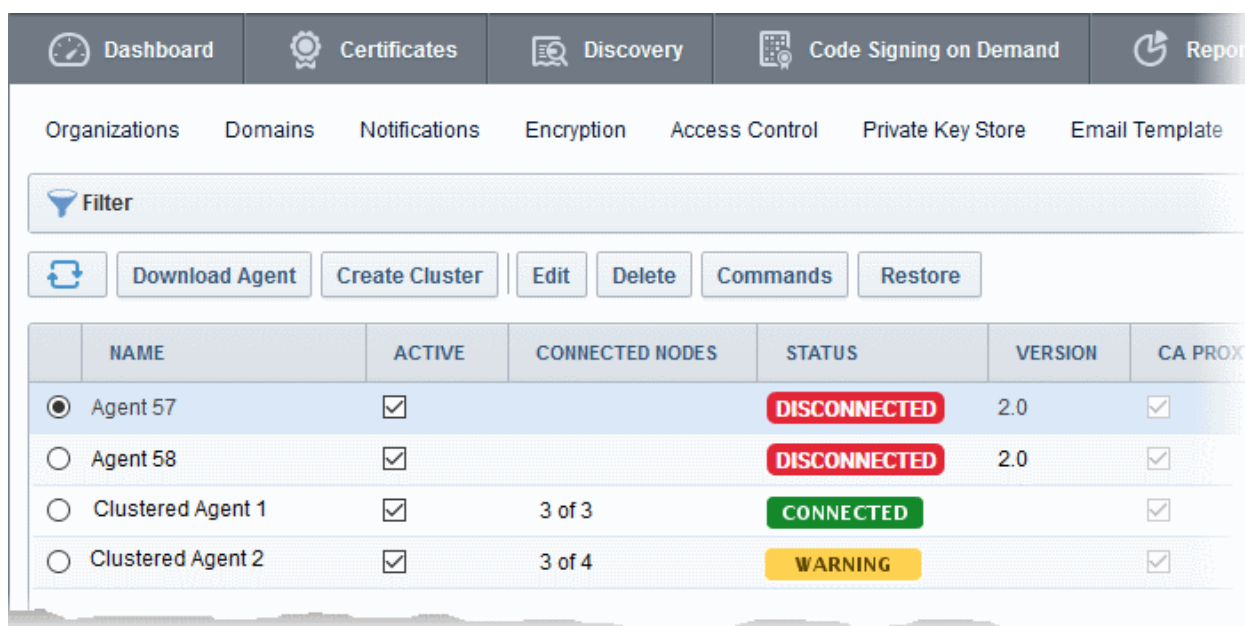 Dashboard Certificates Discovery Code Signing on Demand Repor
Organizations Domains Notifications Encryption Access Control Private Key Store Email Template
Filter
Download Agent Create Cluster Edit Delete Commands Restore
NAME ACTIVE CONNECTED NODES STATUS VERSION CA PROX
Agent 57 DISCONNECTED 2.0
Agent 58 DISCONNECTED 2.0
Clustered Agent 1 3 of 3 CONNECTED
Clustered Agent 2 3 of 4 WARNING